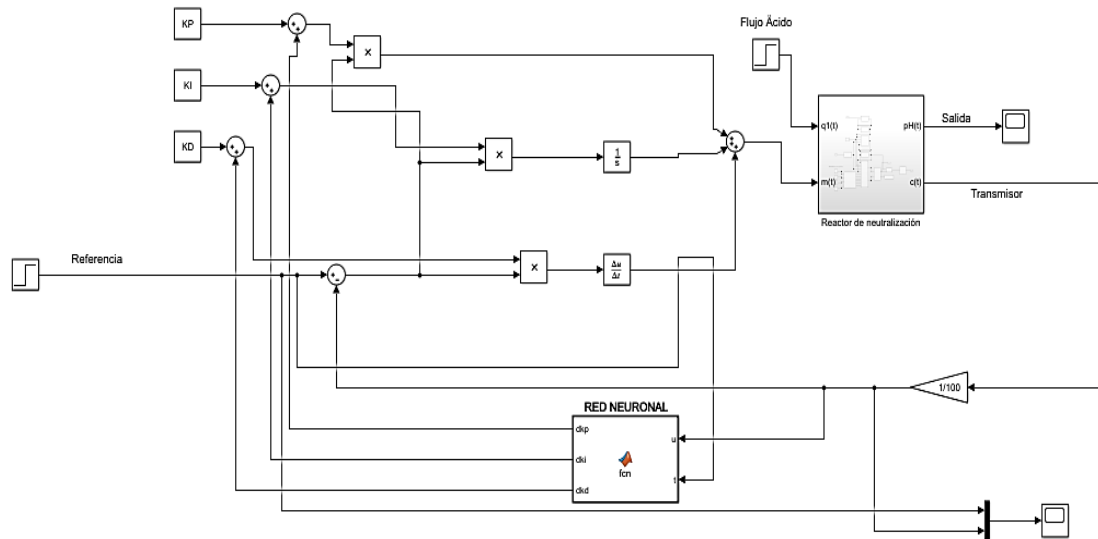 Flujo Äcido
KP
KI
KD
×
×
×
1
s
Δu
Δt
q1(t)
pH(t)
m(t)
c(t)
Salida
Transmisor
Reactor de neutralización
Referencia
1/100
RED NEURONAL
dkp
dki
dkd
u
t
fcn